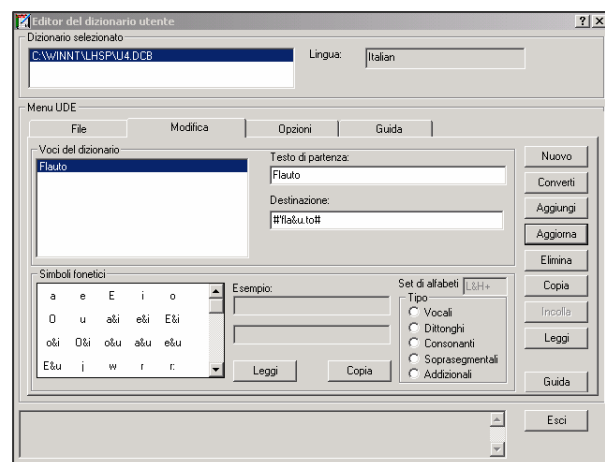 Editor del dizionario utente
Dizionario selezionato
C:\WINNT\LHSP\U4.DCB
Lingua: Italian
Menu UDE
File Modifica Opzioni Guida
Voci del dizionario
Flauto
Testo di partenza:
Flauto
Destinazione:
#'fla&u.to#
Nuovo
Converti
Aggiungi
Aggiorna
Elimina
Copia
Incolla
Leggi
Guida
Simboli fonetici
a e E i o
O u a&i e&i E&i
o&i O&i o&u a&u e&u
E&u j w r r:
Esempio:
Leggi Copia
Set di alfabeti L&H+
Tipo
Vocali
Dittonghi
Consonanti
Soprasegmentali
Addizionali
Esci